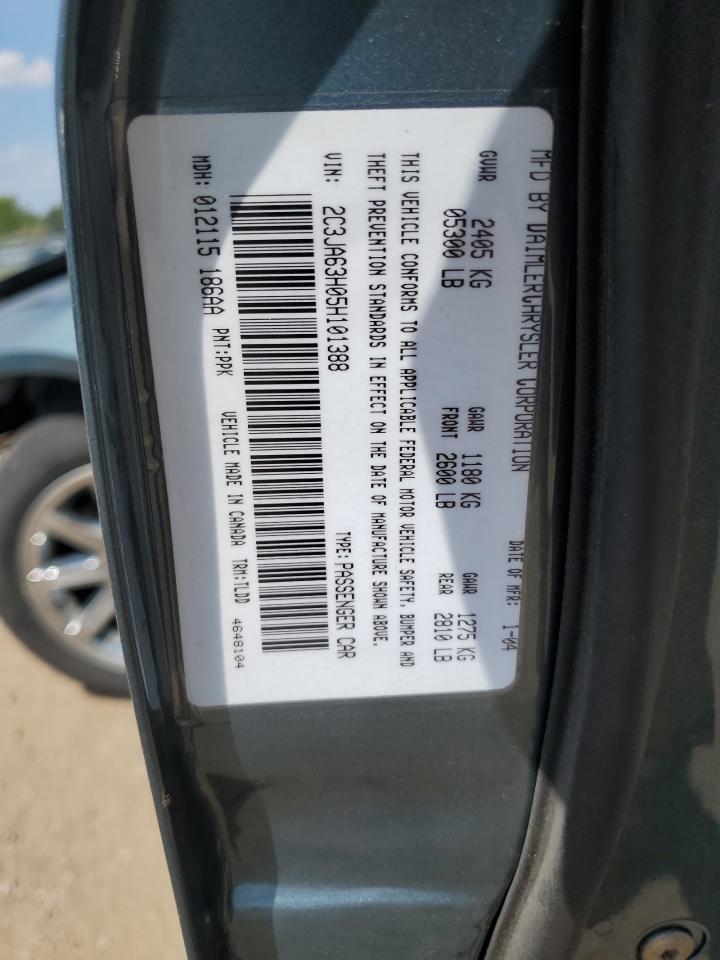 MFD BY DAIMLERCHRYSLER CORPORATION
DATE OF MFR: 1-04
GVWR 2405 KG
05300 LB
GAWR 1180 KG
FRONT 2600 LB
GAWR 1275 KG
REAR 2810 LB
THIS VEHICLE CONFORMS TO ALL APPLICABLE FEDERAL MOTOR VEHICLE SAFETY, BUMPER AND
THEFT PREVENTION STANDARDS IN EFFECT ON THE DATE OF MANUFACTURE SHOWN ABOVE.
VIN: 2C3JA63H05H101388 TYPE: PASSENGER CAR
MDH: 012115 186AA PNT:PPK VEHICLE MADE IN CANADA TRM:TLDD
4648104